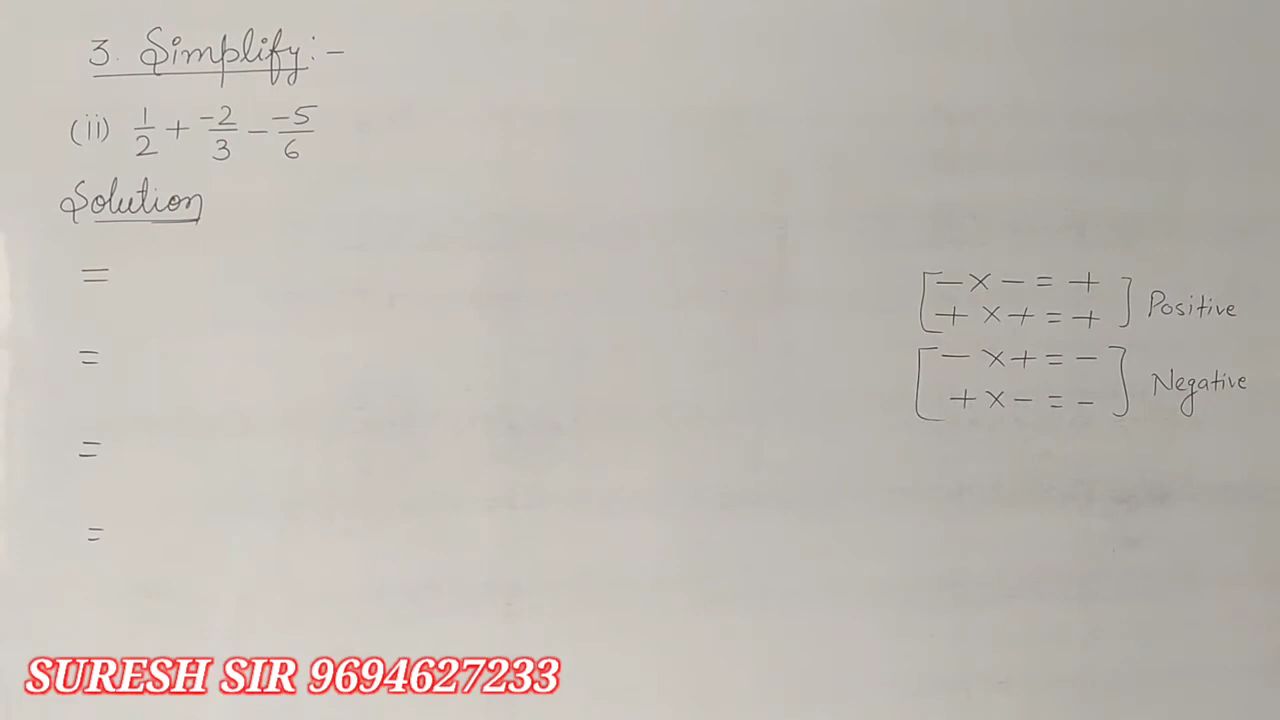 3. Simplify:-
(ii) 1/2 + -2/3 - -5/6
Solution
=
[- × - = +
+ × + = +] Positive
=
[- × + = -
+ × - = -] Negative
=
=
SURESH SIR 9694627233